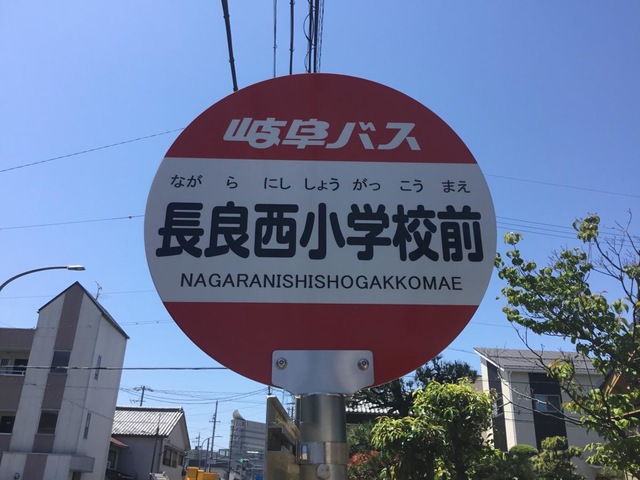 岐阜バス
ながら にし しょう がっ こう まえ
長良西小学校前
NAGARANISHISHOGAKKOMAE